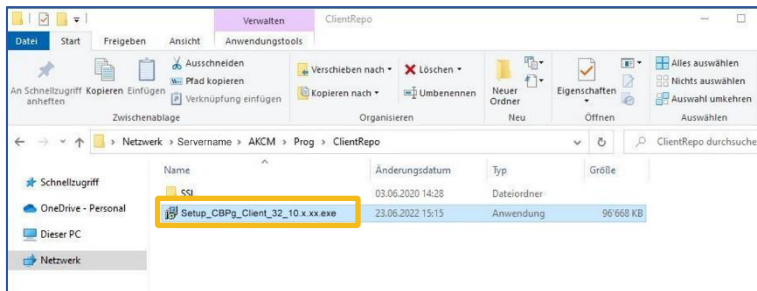 Verwalten ClientRepo
Datei Start Freigeben Ansicht Anwendungstools
An Schnellzugriff anheften
Kopieren
Einfügen
Ausschneiden
Pfad kopieren
Verknüpfung einfügen
Zwischenablage
Verschieben nach
Kopieren nach
Löschen
Umbenennen
Organisieren
Neuer Ordner
Neu
Eigenschaften
Öffnen
Alles auswählen
Nichts auswählen
Auswahl umkehren
Auswählen
Netzwerk > Servername > AKCM > Prog > ClientRepo ClientRepo durchsuche
Name Änderungsdatum Typ Größe
Schnellzugriff
OneDrive - Personal
Dieser PC
Netzwerk
SSL 03.06.2020 14:28 Dateiordner
Setup_CBPg_Client_32_10.x.xx.exe 23.06.2022 15:15 Anwendung 96'668 KB